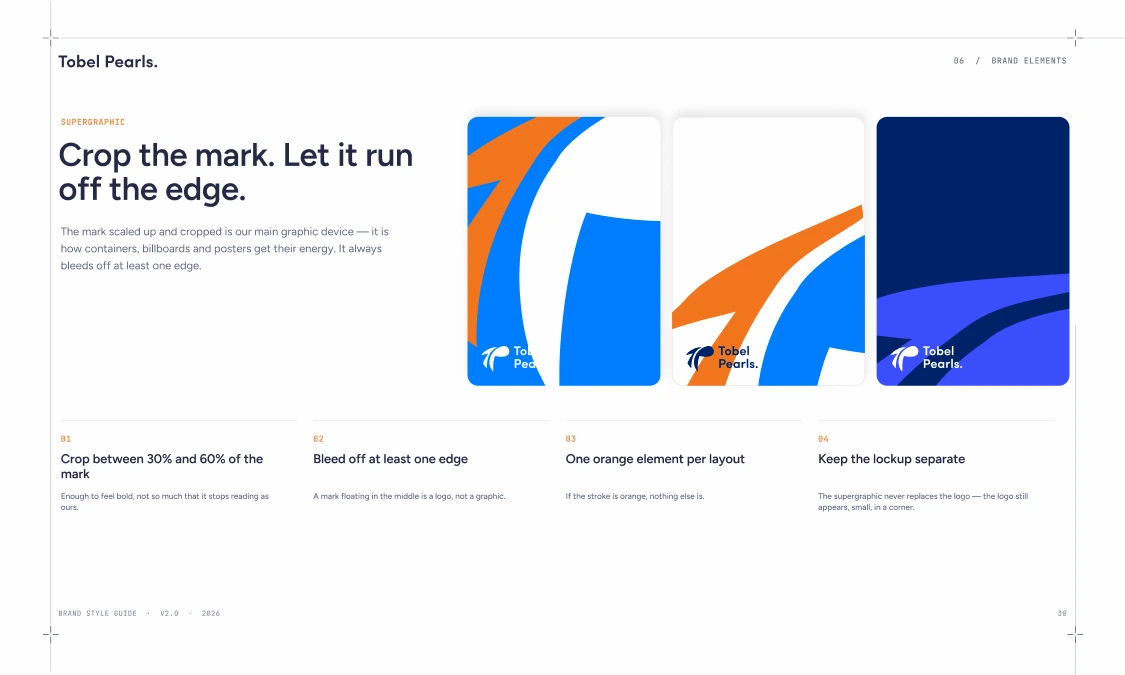 Tobel Pearls.
06 / BRAND ELEMENTS
SUPERGRAPHIC
Crop the mark. Let it run
off the edge.
The mark scaled up and cropped is our main graphic device — it is
how containers, billboards and posters get their energy. It always
bleeds off at least one edge.
Tobel
Pearls.
Tobel
Pearls.
01
Crop between 30% and 60% of the
mark
Enough to feel bold, not so much that it stops reading as
ours.
02
Bleed off at least one edge
A mark floating in the middle is a logo, not a graphic.
03
One orange element per layout
If the stroke is orange, nothing else is.
04
Keep the lockup separate
The supergraphic never replaces the logo — the logo still
appears, small, in a corner.
BRAND STYLE GUIDE · V2.0 · 2026
30